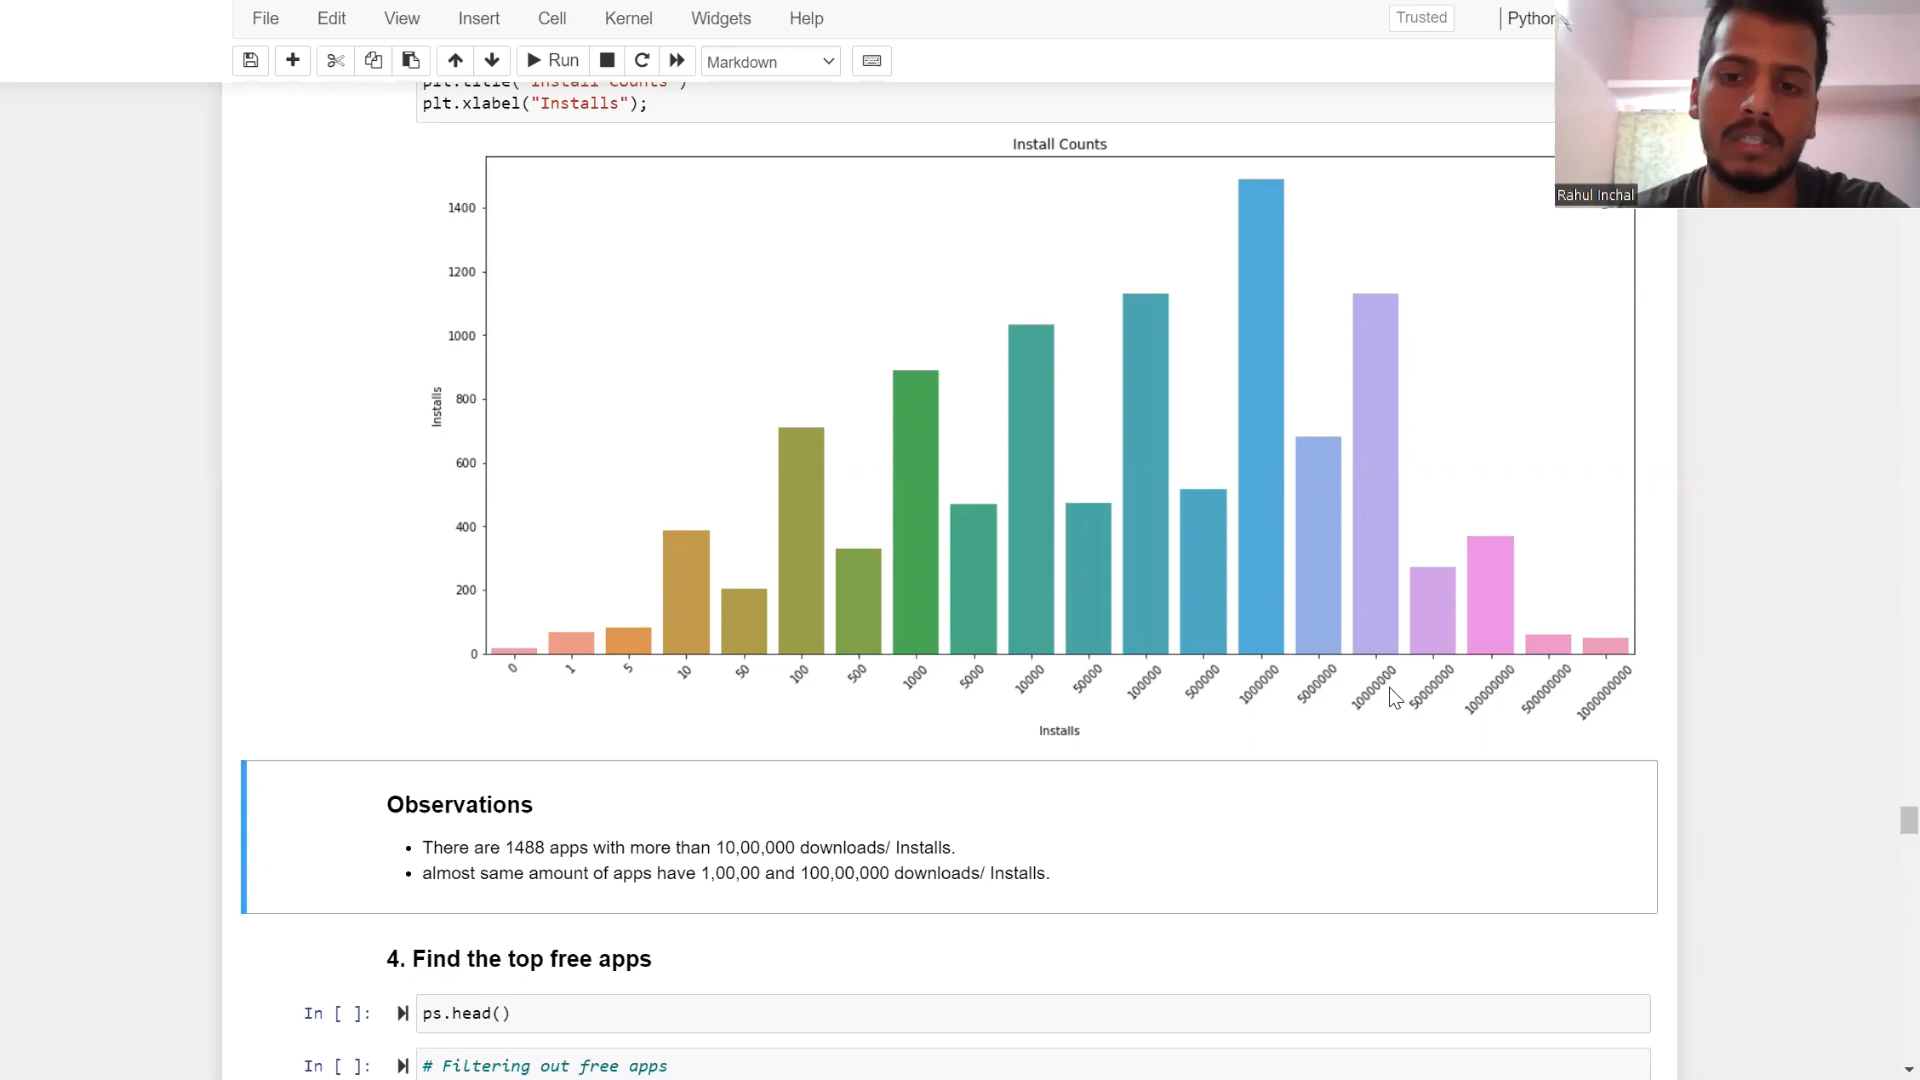 File Edit View Insert Cell Kernel Widgets Help Trusted Python
Run Markdown
plt.title("Install Counts")
plt.xlabel("Installs");
Rahul Inchal
Install Counts
Installs
1400
1200
1000
800
600
400
200
0
0 1 5 10 50 100 500 1000 5000 10000 50000 100000 500000 1000000 5000000 10000000 50000000 100000000 500000000 1000000000
Installs
Observations
• There are 1488 apps with more than 10,00,000 downloads/ Installs.
• almost same amount of apps have 1,00,00 and 100,00,000 downloads/ Installs.
4. Find the top free apps
In [ ]: ps.head()
In [ ]: # Filtering out free apps